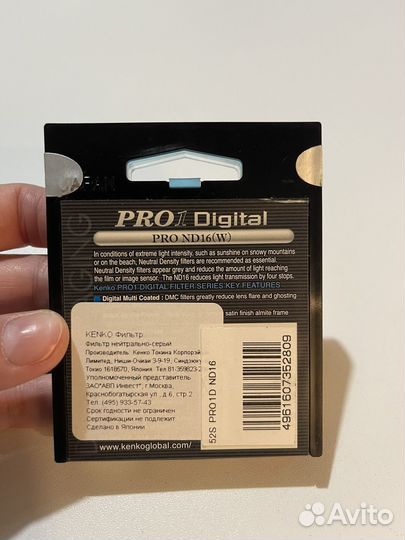 JAPAN
PRO1 Digital
PRO ND16(W)
In conditions of extreme light intensity, such as sunshine on snowy mountains
or on the beach, Neutral Density filters are recommended as essential.
Neutral Density filters appear grey and reduce the amount of light reaching
the film or image sensor. The ND16 reduces light transmission by four stops.
Kenko PRO1 DIGITAL FILTER SERIES KEY FEATURES
Digital Multi Coated : DMC filters greatly reduce lens flare and ghosting
satin finish almite frame
KENKO Фильтр
Фильтр нейтрально-серый
Производитель: Кенко Токина Корпорэй
Лимитед, Нишии Очиаи 3-9-19, Синдзюку
Токио 1618570, Япония Тел: 81-359823
Уполномоченный представитель:
ЗАО"АВП Инвест", г.Москва,
Краснобогатырская ул., д.6, стр.2
Тел: (495) 933-57-43
Срок годности не ограничен
Сертификации не подлежит
Сделано в Японии
52S PRO1D ND16
4961607352809
www.kenkoglobal.com/
Avito